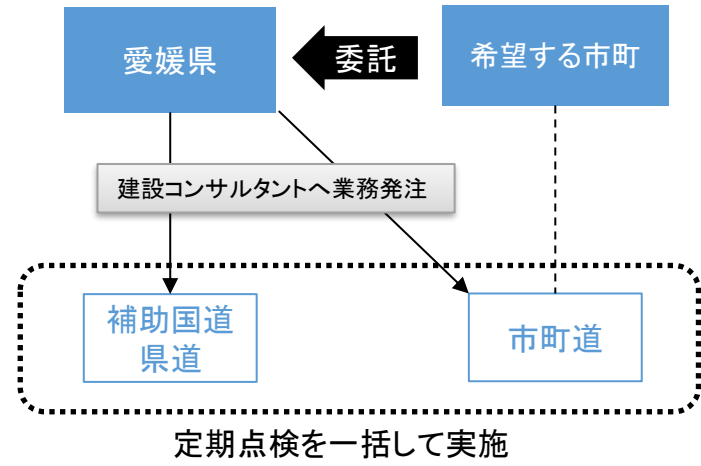 愛媛県
委託
希望する市町
建設コンサルタントへ業務発注
補助国道
県道
市町道
定期点検を一括して実施